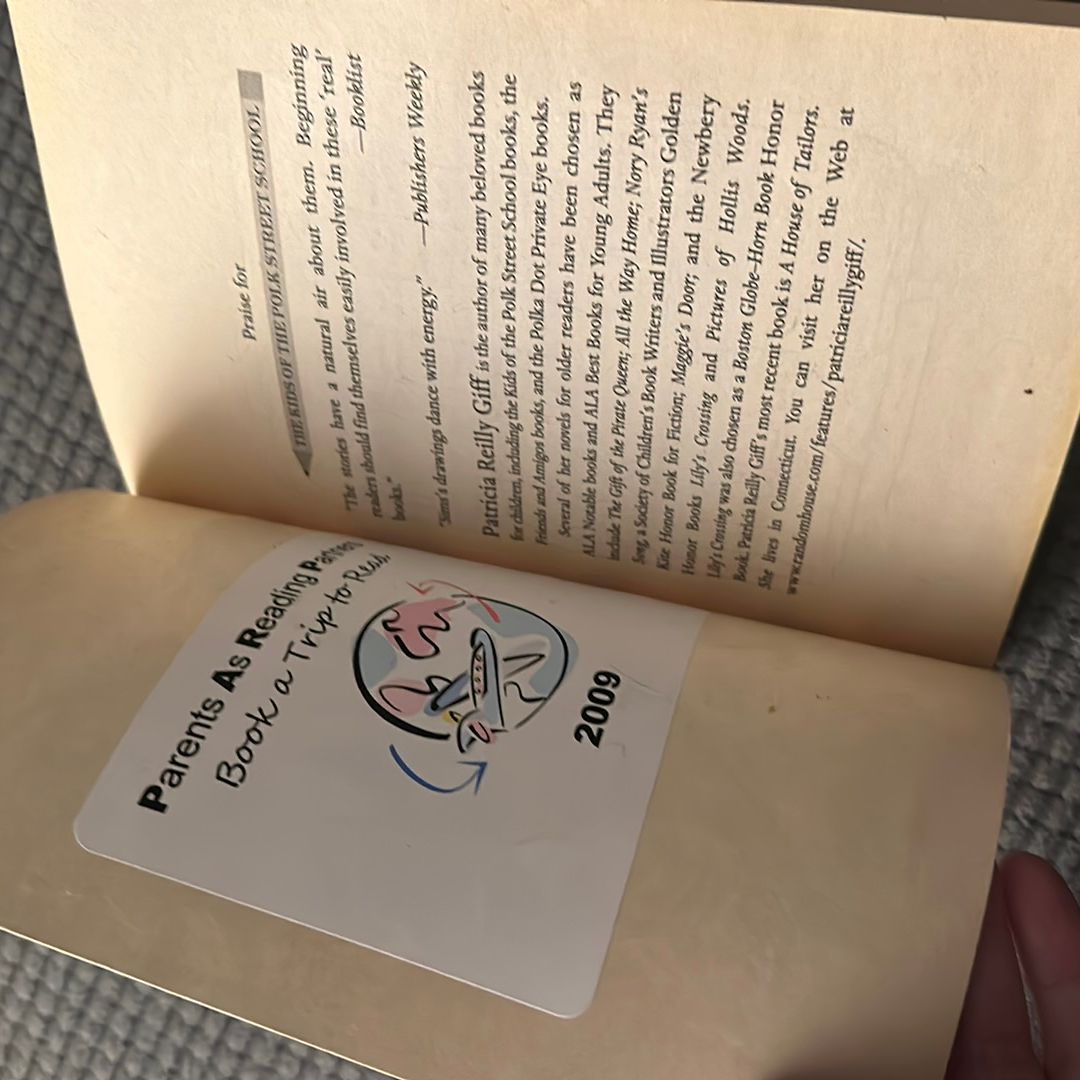 Parents As Reading Partners
Book a Trip to Read
2009
Praise for
THE KIDS OF THE POLK STREET SCHOOL
"The stories have a natural air about them. Beginning
readers should find themselves easily involved in these 'real'
books."
—Booklist
"Sims's drawings dance with energy."
—Publishers Weekly
Patricia Reilly Giff is the author of many beloved books
for children, including the Kids of the Polk Street School books, the
Friends and Amigos books, and the Polka Dot Private Eye books.
Several of her novels for older readers have been chosen as
ALA Notable books and ALA Best Books for Young Adults. They
include The Gift of the Pirate Queen; All the Way Home; Nory Ryan's
Song, a Society of Children's Book Writers and Illustrators Golden
Kite Honor Book for Fiction; Maggie's Door; and the Newbery
Honor Books Lily's Crossing and Pictures of Hollis Woods.
Lily's Crossing was also chosen as a Boston Globe–Horn Book Honor
Book. Patricia Reilly Giff's most recent book is A House of Tailors.
She lives in Connecticut. You can visit her on the Web at
www.randomhouse.com/features/patriciareillygiff/.